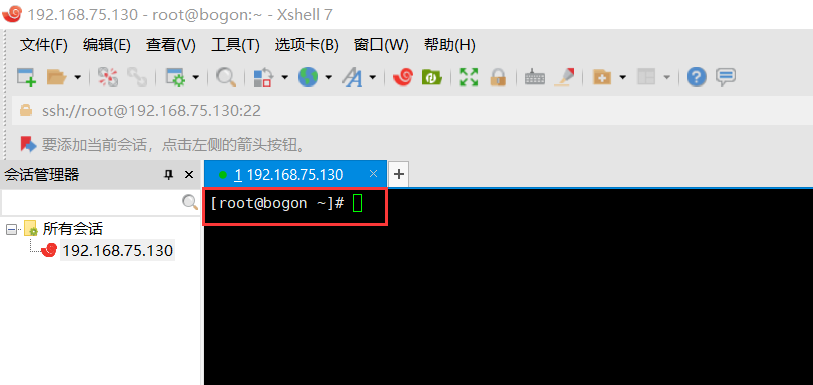 192.168.75.130 - root@bogon:~ - Xshell 7
文件(F) 编辑(E) 查看(V) 工具(T) 选项卡(B) 窗口(W) 帮助(H)
ssh://root@192.168.75.130:22
要添加当前会话，点击左侧的箭头按钮。
会话管理器
1 192.168.75.130
[root@bogon ~]#
所有会话
192.168.75.130